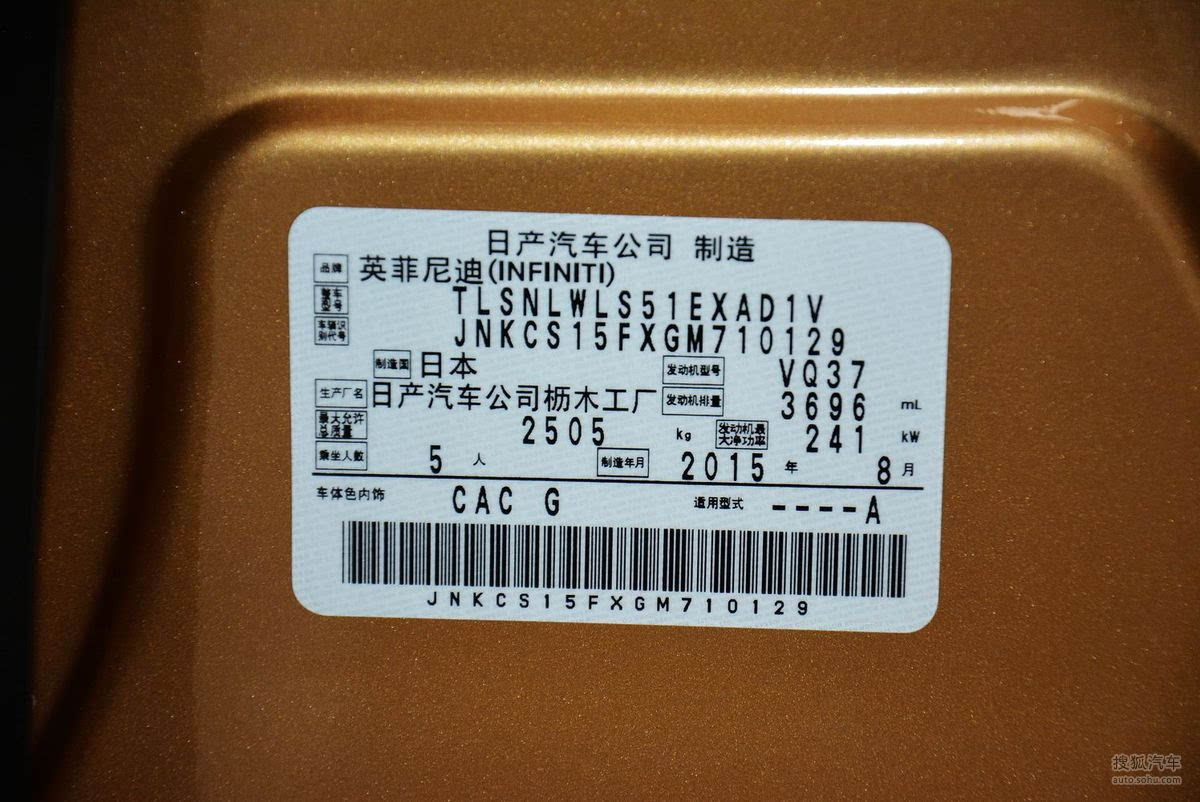 日产汽车公司 制造
品牌 英菲尼迪(INFINITI)
整车型号 TLSNLWLS51EXAD1V
车辆识别代号 JNKCS15FXGM710129
制造国 日本 发动机型号 VQ37
生产厂名 日产汽车公司枥木工厂 发动机排量 3696 mL
最大允许总质量 2505 kg 发动机最大净功率 241 kW
乘坐人数 5 人 制造年月 2015 年 8 月
车体色内饰 CAC G 适用型式 ----A
JNKCS15FXGM710129
搜狐汽车
auto.sohu.com